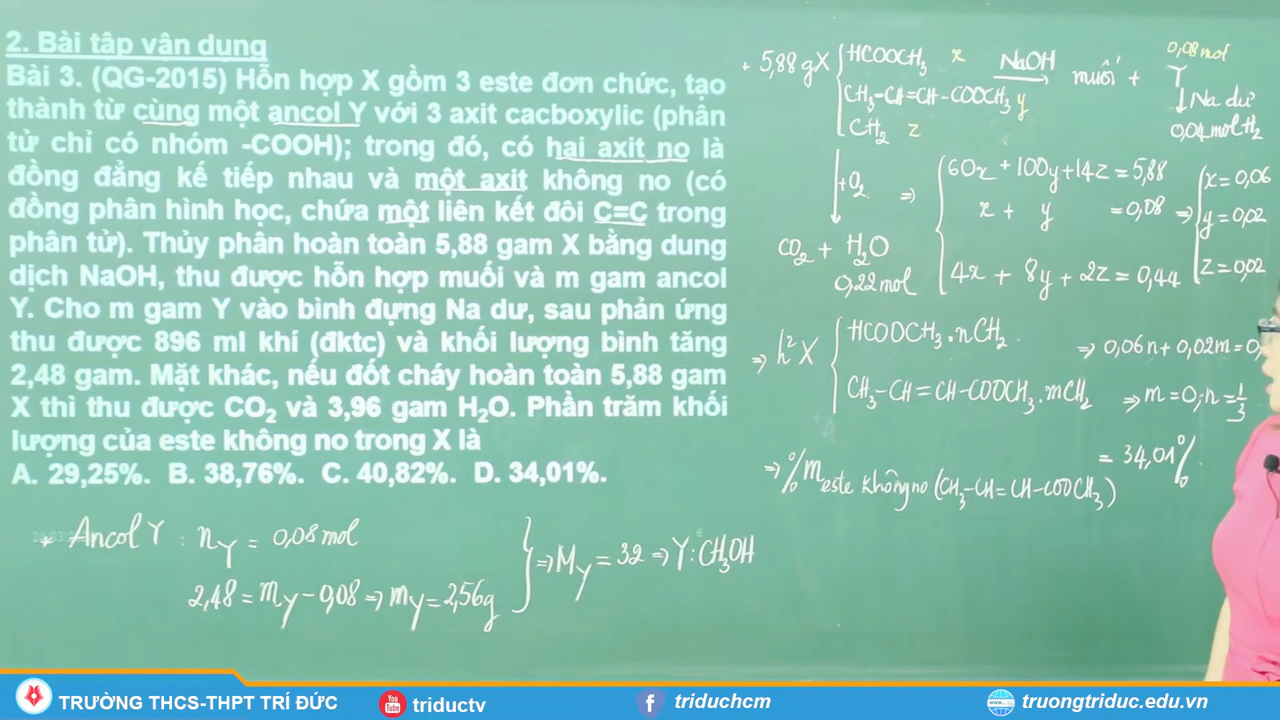 2. Bài tập vận dụng
Bài 3. (QG-2015) Hỗn hợp X gồm 3 este đơn chức, tạo
thành từ cùng một ancol Y với 3 axit cacboxylic (phân
tử chỉ có nhóm -COOH); trong đó, có hai axit no là
đồng đẳng kế tiếp nhau và một axit không no (có
đồng phân hình học, chứa một liên kết đôi C=C trong
phân tử). Thủy phân hoàn toàn 5,88 gam X bằng dung
dịch NaOH, thu được hỗn hợp muối và m gam ancol
Y. Cho m gam Y vào bình đựng Na dư, sau phản ứng
thu được 896 ml khí (đktc) và khối lượng bình tăng
2,48 gam. Mặt khác, nếu đốt cháy hoàn toàn 5,88 gam
X thì thu được CO₂ và 3,96 gam H₂O. Phần trăm khối
lượng của este không no trong X là
A. 29,25%. B. 38,76%. C. 40,82%. D. 34,01%.
+ Ancol Y : nY = 0,08 mol
2,48 = mY - 0,08 ⇒ mY = 2,56g
⇒ MY = 32 ⇒ Y: CH₃OH
+ 5,88 g X
HCOOCH₃ x
CH₃-CH=CH-COOCH₃ y
CH₂ z
NaOH
muối + Y
0,08 mol
Na dư
0,04 mol H₂
+O₂
CO₂ + H₂O
0,22 mol
⇒ 60x + 100y + 14z = 5,88
x + y = 0,08
4x + 8y + 2z = 0,44
⇒ x = 0,06
y = 0,02
z = 0,02
⇒ h² X
HCOOCH₃.nCH₂
CH₃-CH=CH-COOCH₃.mCH₂
⇒ 0,06n + 0,02m = 0,
⇒ m = 0; n = 1/3
⇒ %m este không no (CH₃-CH=CH-COOCH₃) = 34,01%.
TRƯỜNG THCS-THPT TRÍ ĐỨC
You Tube triductv
triduchcm
truongtriduc.edu.vn